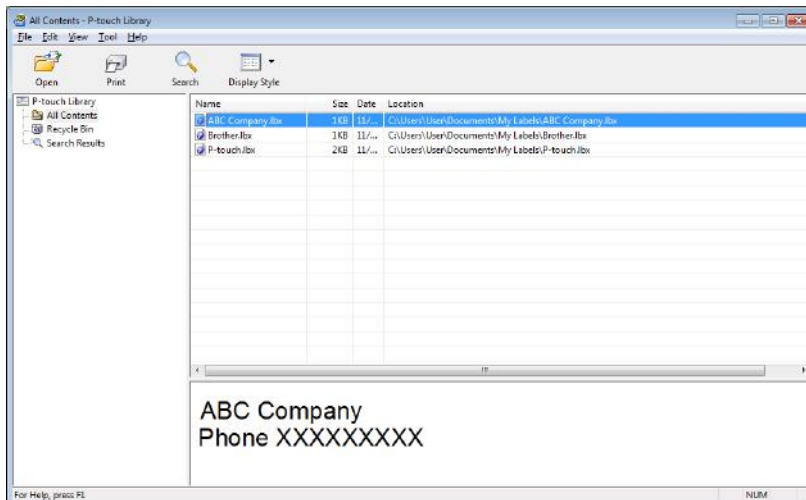 All Contents - P-touch Library
File Edit View Tool Help
Open Print Search Display Style
P-touch Library
All Contents
Recycle Bin
Search Results
Name Size Date Location
ABC Company.lbx 1KB 11/... C:\Users\User\Documents\My Labels\ABC Company.lbx
Brother.lbx 1KB 11/... C:\Users\User\Documents\My Labels\Brother.lbx
P-touch.lbx 2KB 11/... C:\Users\User\Documents\My Labels\P-touch.lbx
ABC Company
Phone XXXXXXXXX
For Help, press F1 NUM